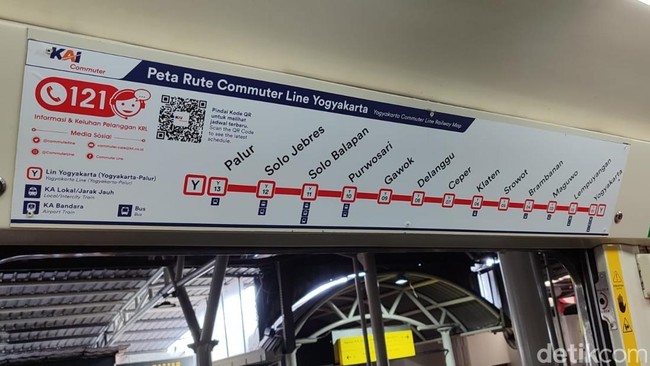 KAI
Commuter
Peta Rute Commuter Line Yogyakarta
Yogyakarta Commuter Line Railway Map
121
Informasi & Keluhan Pelanggan KRL
Media Sosial
Pindai Kode QR
untuk melihat
jadwal terbaru.
Scan the QR Code
to see the latest
schedule.
Palur
Solo Jebres
Solo Balapan
Purwosari
Gawok
Delanggu
Ceper
Klaten
Srowot
Brambanan
Maguwo
Lempuyangan
Yogyakarta
Y
Y 13
Y 12
Y 11
Y 10
Y 09
Y 08
Y
Lin Yogyakarta (Yogyakarta-Palur)
Yogyakarta Line (Yogyakarta-Palur)
KA Lokal/Jarak Jauh
Local/Intercity Train
KA Bandara
Airport Train
Bus
Bus
detikcom